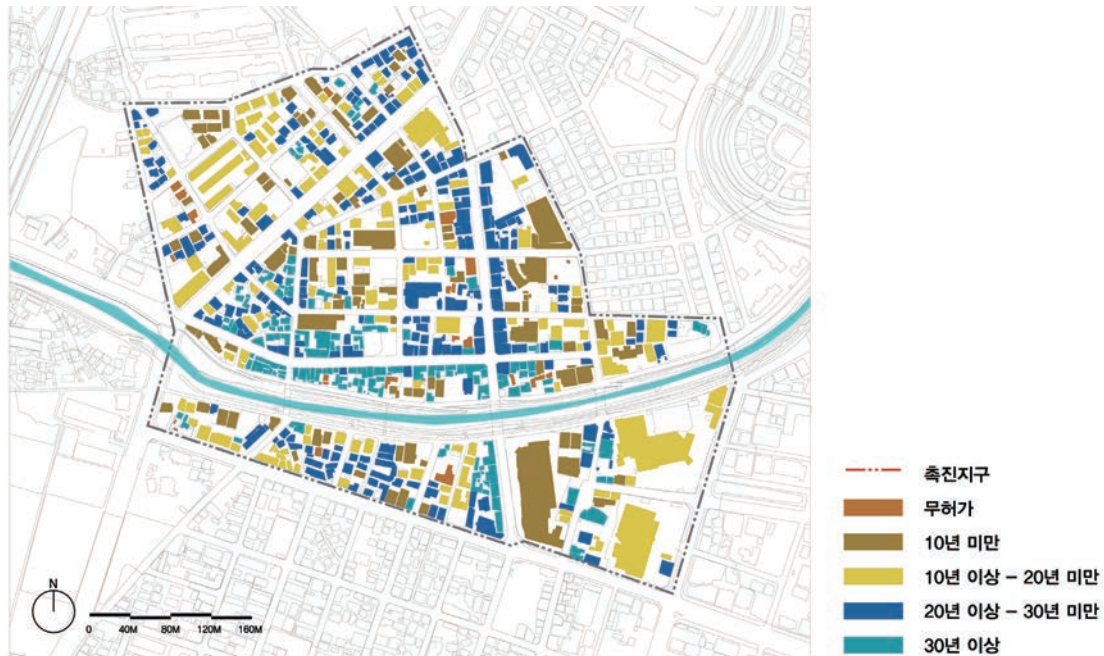 촉진지구
무허가
10년 미만
10년 이상 - 20년 미만
20년 이상 - 30년 미만
30년 이상
N
0 40M 80M 120M 160M